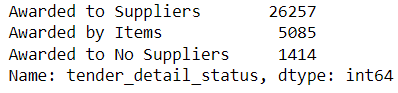 Awarded to Suppliers         26257
Awarded by Items              5085
Awarded to No Suppliers       1414
Name: tender_detail_status, dtype: int64